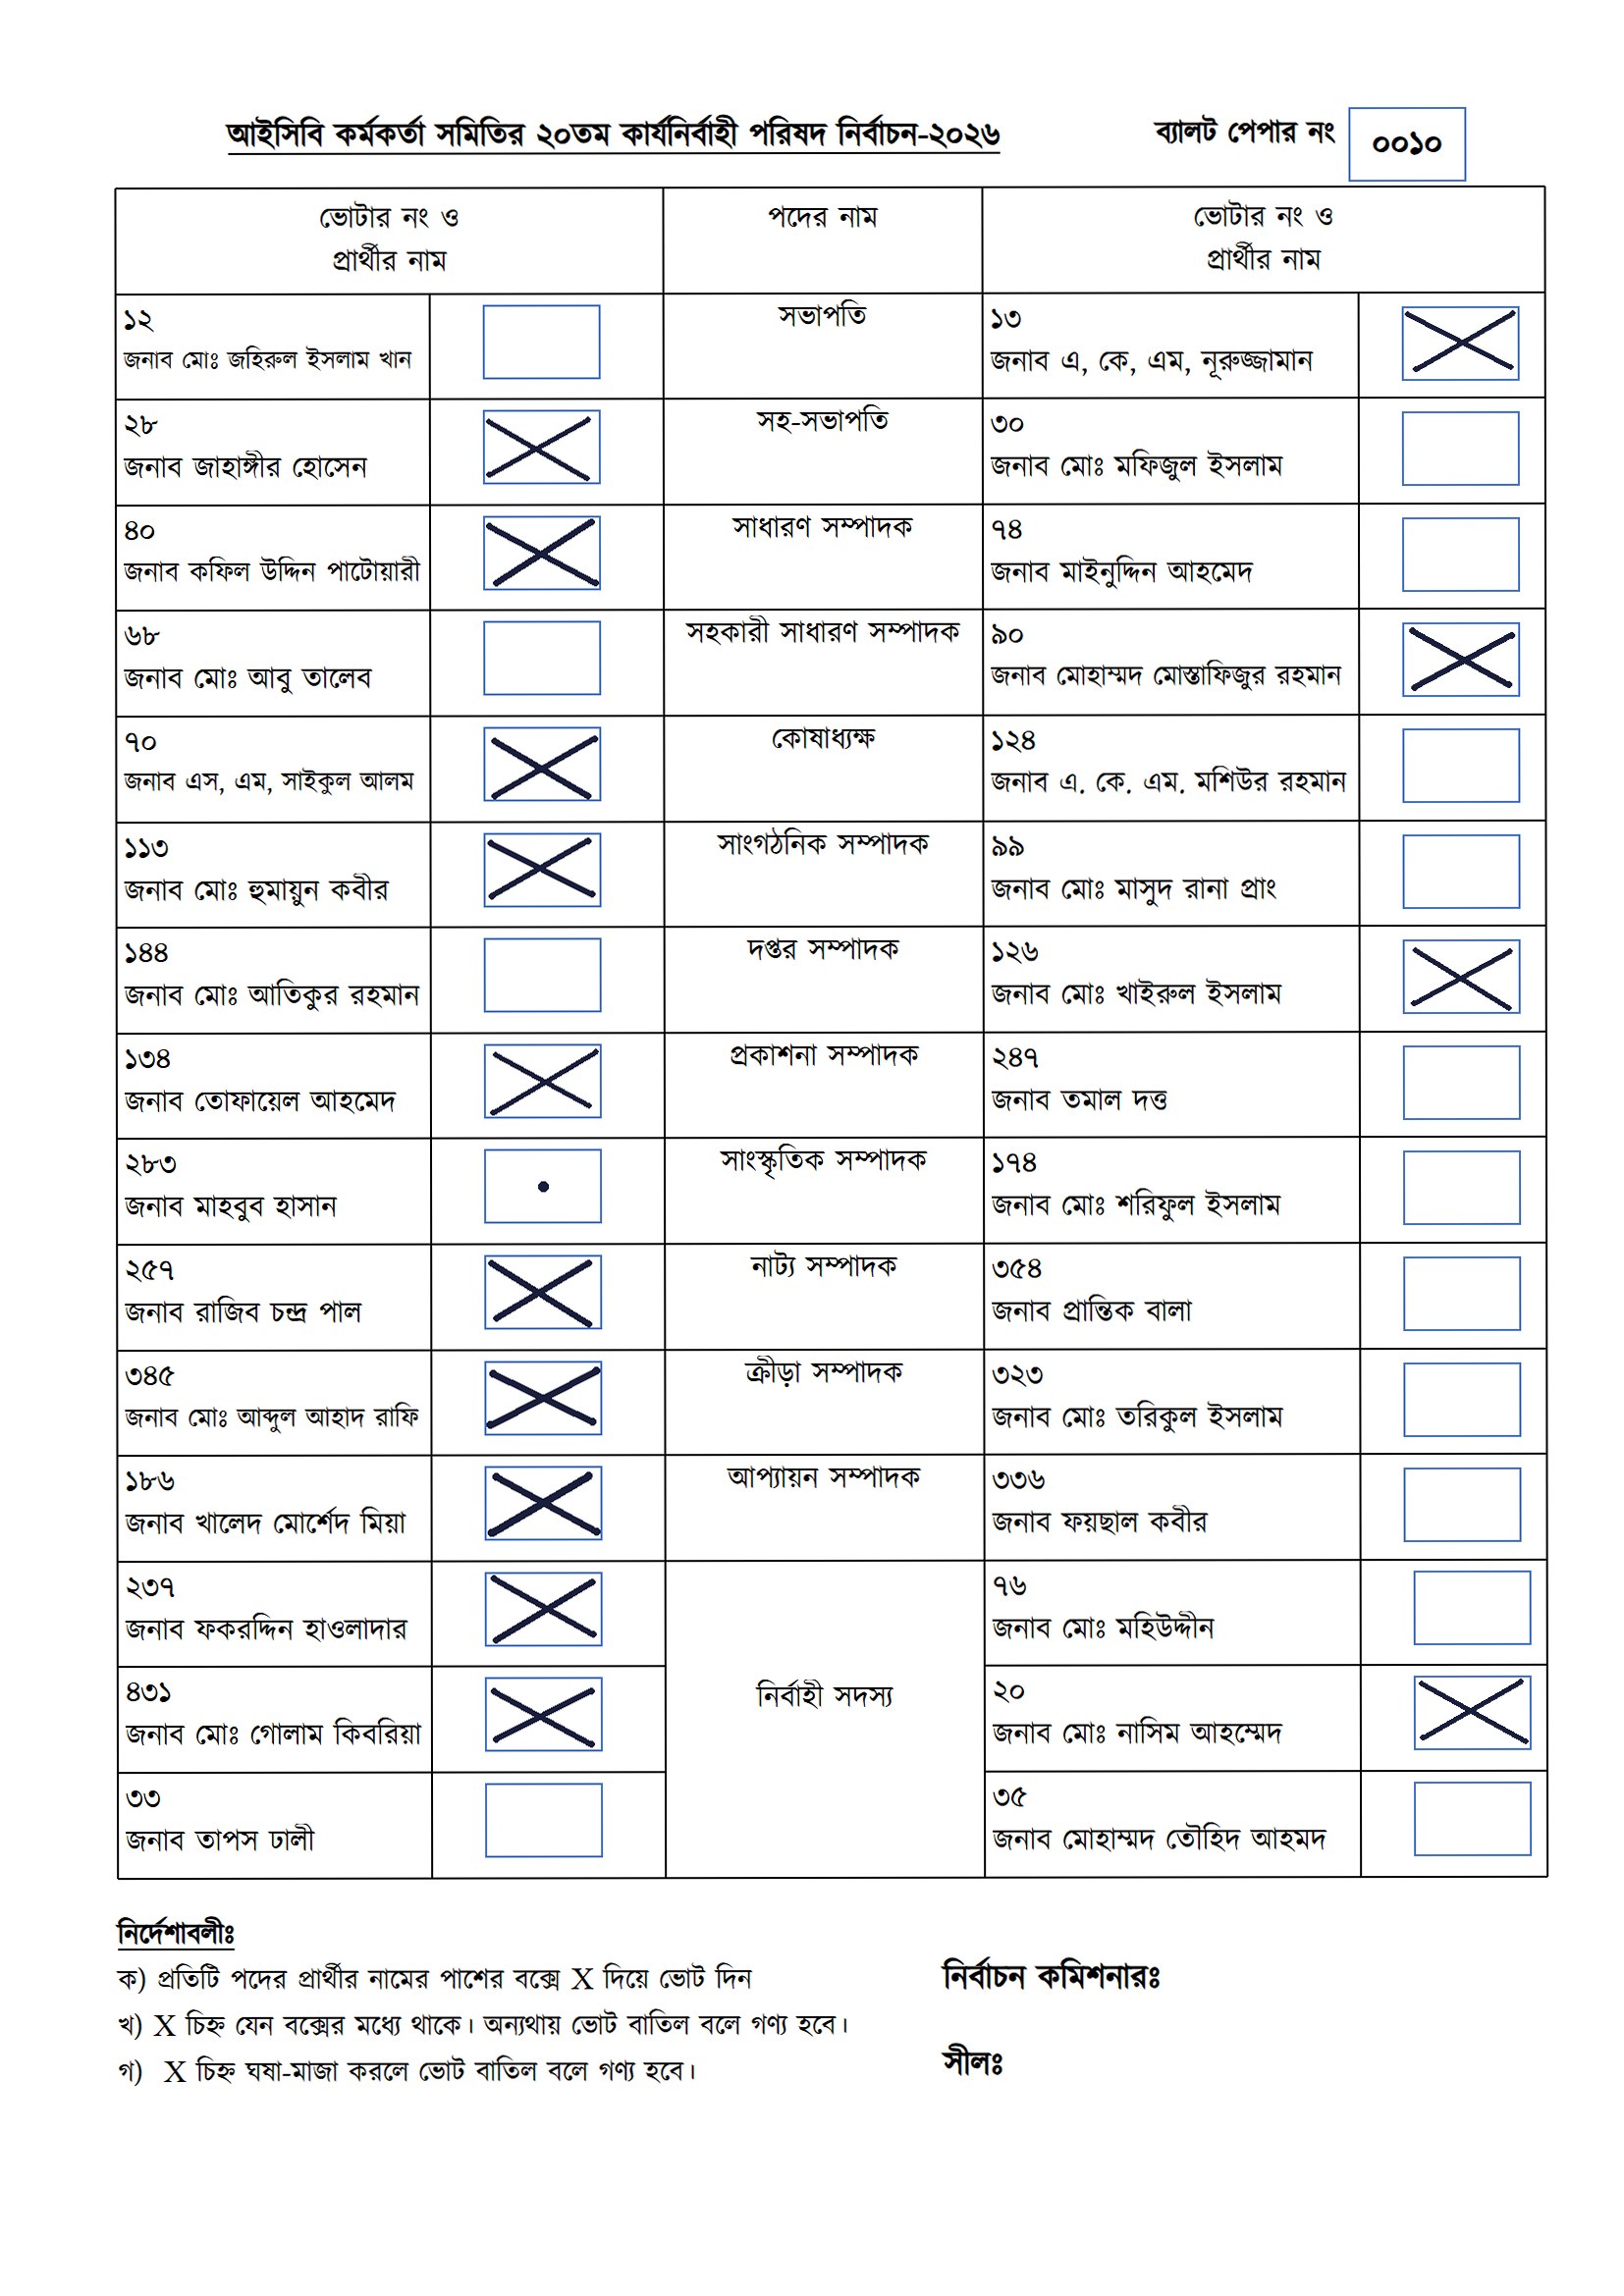 আইসিবি কর্মকর্তা সমিতির ২০তম কার্যনির্বাহী পরিষদ নির্বাচন-২০২৬ ব্যালট পেপার নং ০০১০
ভোটার নং ও
প্রার্থীর নাম
পদের নাম
ভোটার নং ও
প্রার্থীর নাম
১২
জনাব মোঃ জহিরুল ইসলাম খান
সভাপতি
১৩
জনাব এ, কে, এম, নূরুজ্জামান
২৮
জনাব জাহাঙ্গীর হোসেন
সহ-সভাপতি
৩০
জনাব মোঃ মফিজুল ইসলাম
৪০
জনাব কফিল উদ্দিন পাটোয়ারী
সাধারণ সম্পাদক
৭৪
জনাব মাইনুদ্দিন আহমেদ
৬৮
জনাব মোঃ আবু তালেব
সহকারী সাধারণ সম্পাদক
৯০
জনাব মোহাম্মদ মোস্তাফিজুর রহমান
৭০
জনাব এস, এম, সাইকুল আলম
কোষাধ্যক্ষ
১২৪
জনাব এ. কে. এম. মশিউর রহমান
১১৩
জনাব মোঃ হুমায়ুন কবীর
সাংগঠনিক সম্পাদক
৯৯
জনাব মোঃ মাসুদ রানা প্রাং
১৪৪
জনাব মোঃ আতিকুর রহমান
দপ্তর সম্পাদক
১২৬
জনাব মোঃ খাইরুল ইসলাম
১৩৪
জনাব তোফায়েল আহমেদ
প্রকাশনা সম্পাদক
২৪৭
জনাব তমাল দত্ত
২৮৩
জনাব মাহবুব হাসান
সাংস্কৃতিক সম্পাদক
১৭৪
জনাব মোঃ শরিফুল ইসলাম
২৫৭
জনাব রাজিব চন্দ্র পাল
নাট্য সম্পাদক
৩৫৪
জনাব প্রান্তিক বালা
৩৪৫
জনাব মোঃ আব্দুল আহাদ রাফি
ক্রীড়া সম্পাদক
৩২৩
জনাব মোঃ তরিকুল ইসলাম
১৮৬
জনাব খালেদ মোর্শেদ মিয়া
আপ্যায়ন সম্পাদক
৩৩৬
জনাব ফয়ছাল কবীর
২৩৭
জনাব ফকরদ্দিন হাওলাদার
৭৬
জনাব মোঃ মহিউদ্দীন
৪৩১
জনাব মোঃ গোলাম কিবরিয়া
নির্বাহী সদস্য
২০
জনাব মোঃ নাসিম আহম্মেদ
৩৩
জনাব তাপস ঢালী
৩৫
জনাব মোহাম্মদ তৌহিদ আহমদ
নির্দেশাবলীঃ
ক) প্রতিটি পদের প্রার্থীর নামের পাশের বক্সে X দিয়ে ভোট দিন
খ) X চিহ্ন যেন বক্সের মধ্যে থাকে। অন্যথায় ভোট বাতিল বলে গণ্য হবে।
গ) X চিহ্ন ঘষা-মাজা করলে ভোট বাতিল বলে গণ্য হবে।
নির্বাচন কমিশনারঃ
সীলঃ